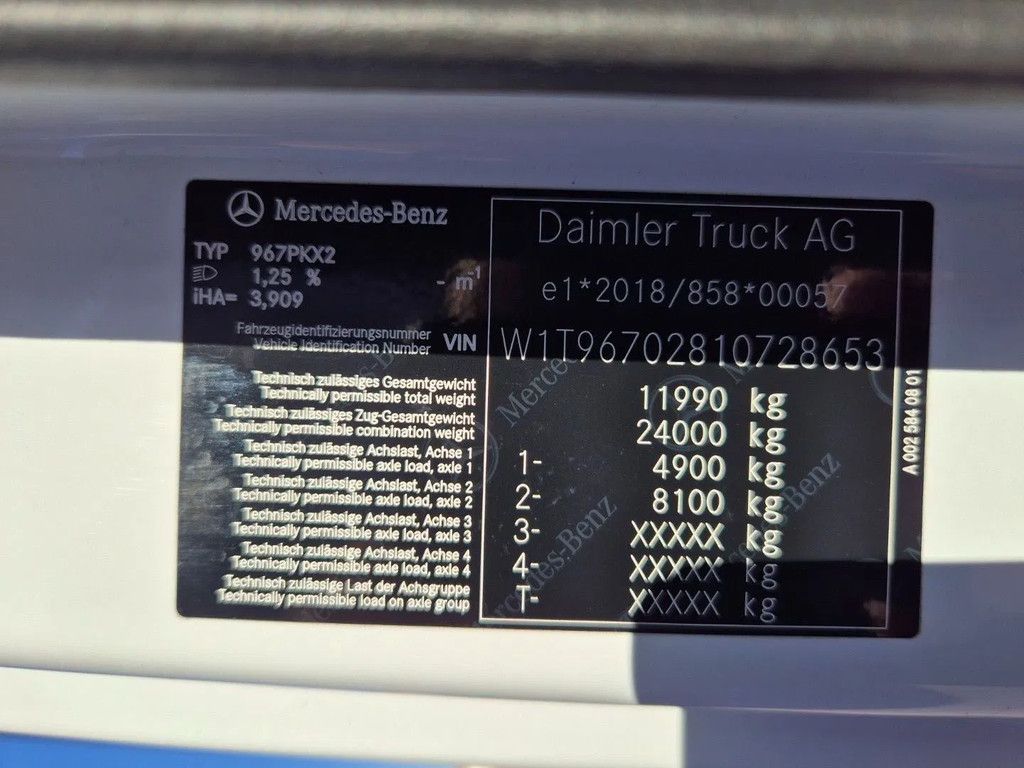 Mercedes-Benz
TYP 967PKX2
1,25 %
- m-1
iHA= 3,909
Daimler Truck AG
e1*2018/858*00057
Fahrzeugidentifizierungsnummer
Vehicle Identification Number
VIN
W1T96702810728653
Technisch zulässiges Gesamtgewicht
Technically permissible total weight
11990 kg
Technisch zulässiges Zug-Gesamtgewicht
Technically permissible combination weight
24000 kg
Technisch zulässige Achslast, Achse 1
Technically permissible axle load, axle 1
1- 4900 kg
Technisch zulässige Achslast, Achse 2
Technically permissible axle load, axle 2
2- 8100 kg
Technisch zulässige Achslast, Achse 3
Technically permissible axle load, axle 3
3- XXXXX kg
Technisch zulässige Achslast, Achse 4
Technically permissible axle load, axle 4
4- XXXXX kg
Technisch zulässige Last der Achsgruppe
Technically permissible load on axle group
T- XXXXX kg
A 002 584 08 01
Mercedes-Benz
Mercedes-Benz